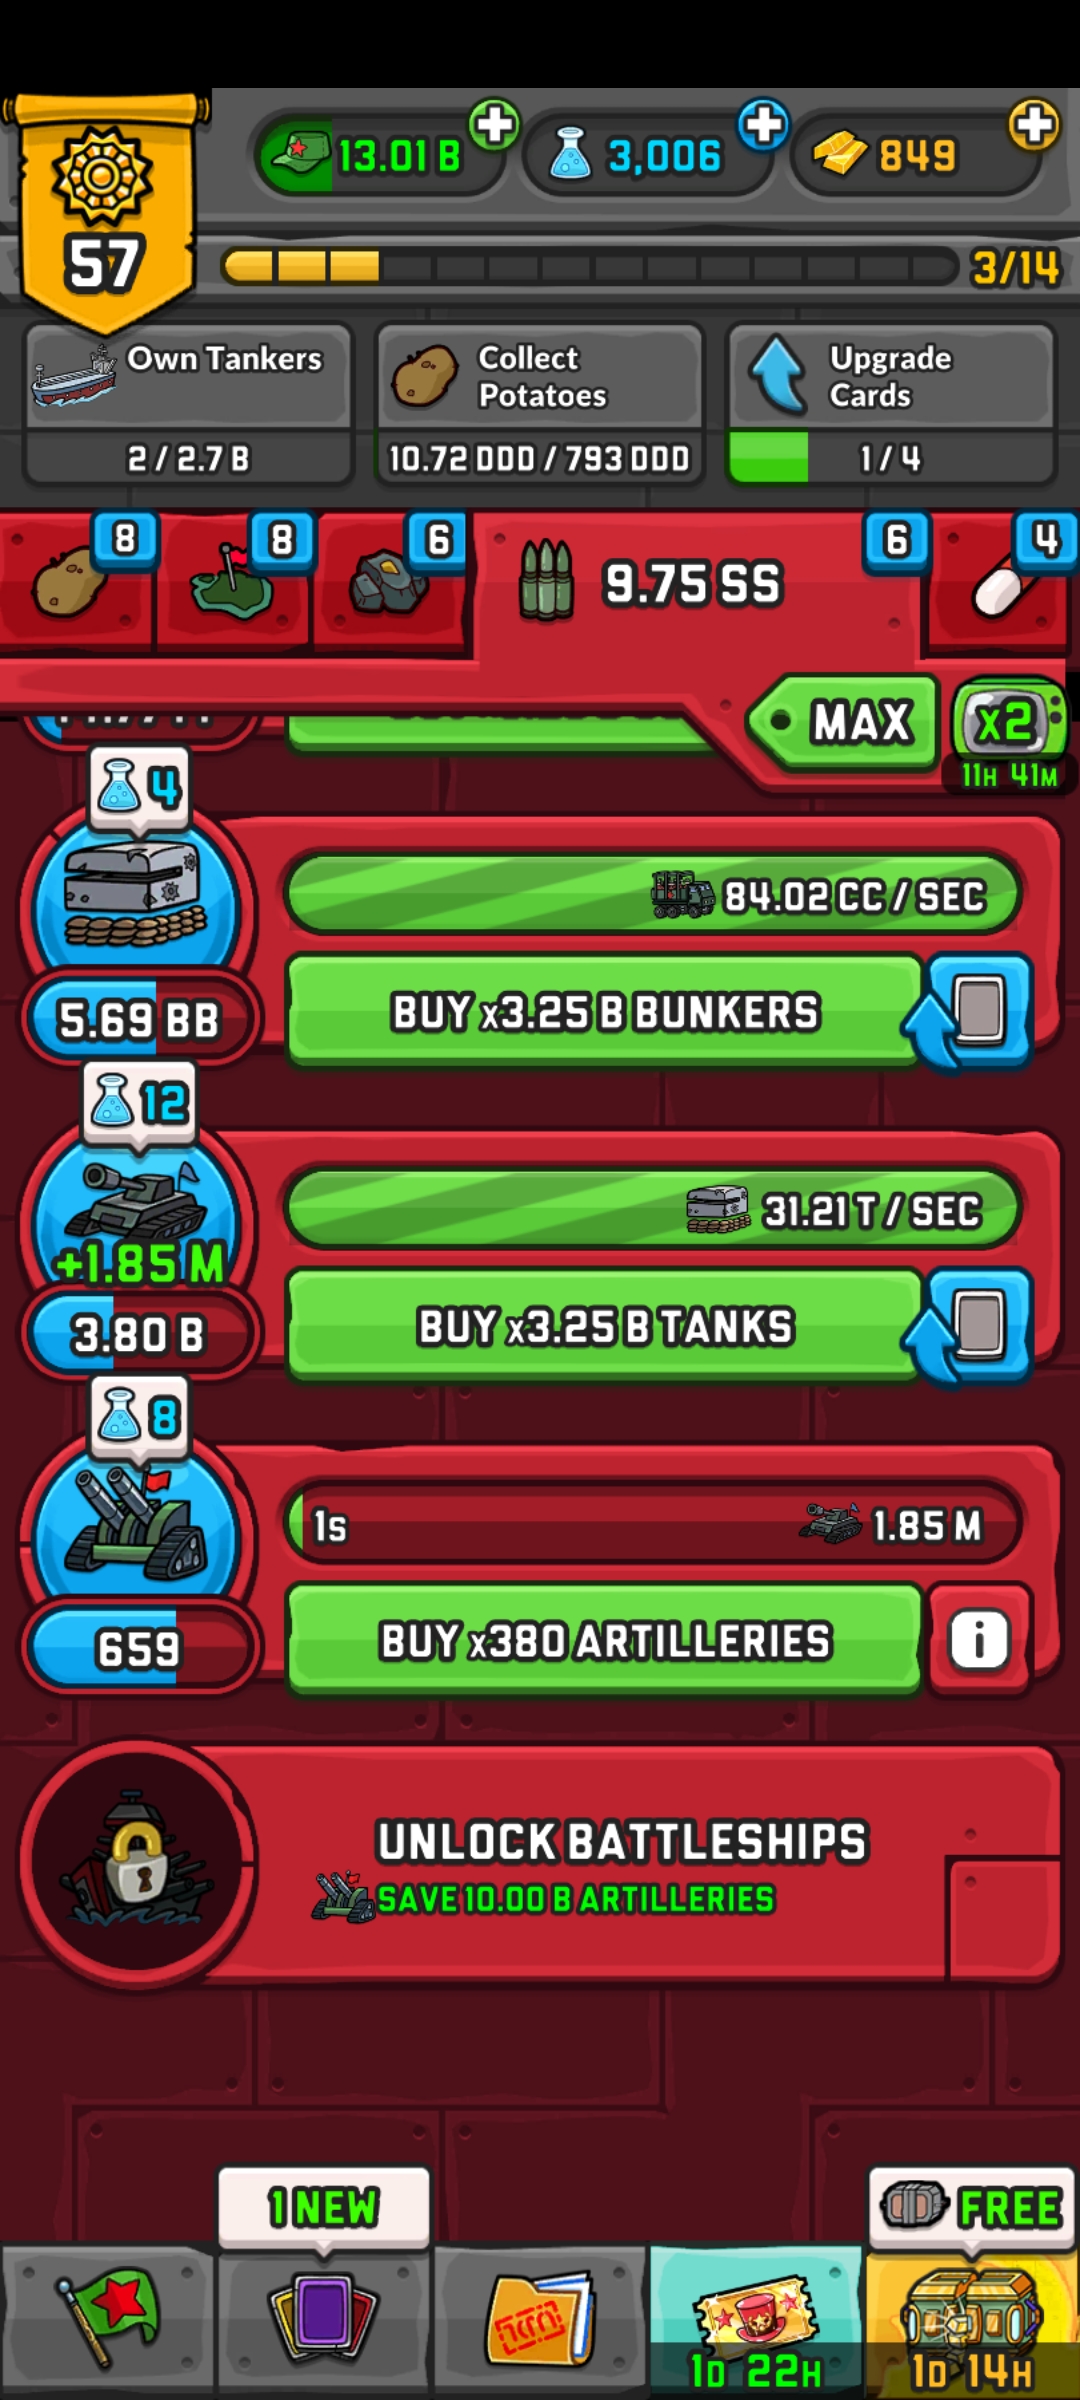 13.01 B
3,006
849
57
3/14
Own Tankers
2 / 2.7 B
Collect
Potatoes
10.72 DDD / 793 DDD
Upgrade
Cards
1 / 4
8
8
6
9.75 SS
6
4
MAX
x2
11H 41M
4
84.02 CC / SEC
5.69 BB
BUY x3.25 B BUNKERS
12
31.21 T / SEC
+1.85 M
3.80 B
BUY x3.25 B TANKS
8
1s
1.85 M
659
BUY x380 ARTILLERIES
i
UNLOCK BATTLESHIPS
SAVE 10.00 B ARTILLERIES
1 NEW
FREE
1D 22H
1D 14H